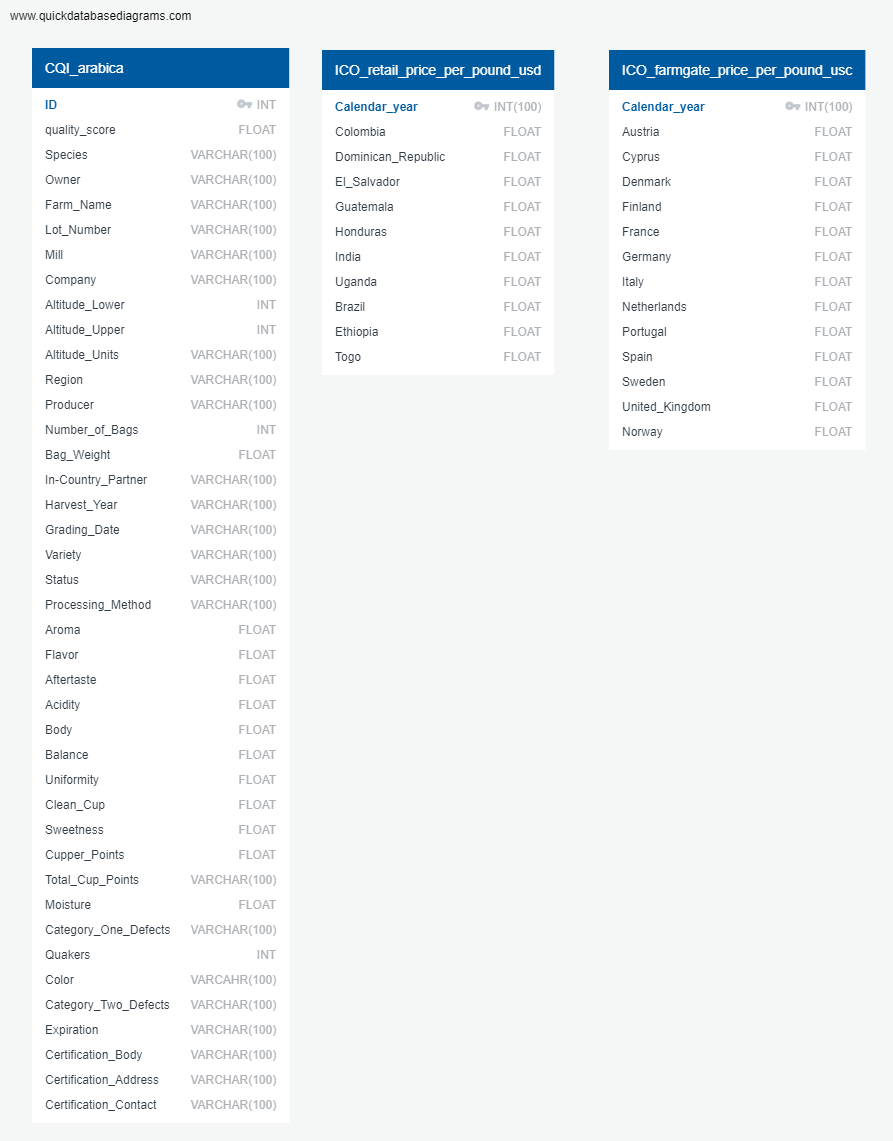 www.quickdatabasediagrams.com
CQI_arabica
ID INT
quality_score FLOAT
Species VARCHAR(100)
Owner VARCHAR(100)
Farm_Name VARCHAR(100)
Lot_Number VARCHAR(100)
Mill VARCHAR(100)
Company VARCHAR(100)
Altitude_Lower INT
Altitude_Upper INT
Altitude_Units VARCHAR(100)
Region VARCHAR(100)
Producer VARCHAR(100)
Number_of_Bags INT
Bag_Weight FLOAT
In-Country_Partner VARCHAR(100)
Harvest_Year VARCHAR(100)
Grading_Date VARCHAR(100)
Variety VARCHAR(100)
Status VARCHAR(100)
Processing_Method VARCHAR(100)
Aroma FLOAT
Flavor FLOAT
Aftertaste FLOAT
Acidity FLOAT
Body FLOAT
Balance FLOAT
Uniformity FLOAT
Clean_Cup FLOAT
Sweetness FLOAT
Cupper_Points FLOAT
Total_Cup_Points VARCHAR(100)
Moisture FLOAT
Category_One_Defects VARCHAR(100)
Quakers INT
Color VARCAHR(100)
Category_Two_Defects VARCHAR(100)
Expiration VARCHAR(100)
Certification_Body VARCHAR(100)
Certification_Address VARCHAR(100)
Certification_Contact VARCHAR(100)
ICO_retail_price_per_pound_usd
Calendar_year INT(100)
Colombia FLOAT
Dominican_Republic FLOAT
El_Salvador FLOAT
Guatemala FLOAT
Honduras FLOAT
India FLOAT
Uganda FLOAT
Brazil FLOAT
Ethiopia FLOAT
Togo FLOAT
ICO_farmgate_price_per_pound_usc
Calendar_year INT(100)
Austria FLOAT
Cyprus FLOAT
Denmark FLOAT
Finland FLOAT
France FLOAT
Germany FLOAT
Italy FLOAT
Netherlands FLOAT
Portugal FLOAT
Spain FLOAT
Sweden FLOAT
United_Kingdom FLOAT
Norway FLOAT